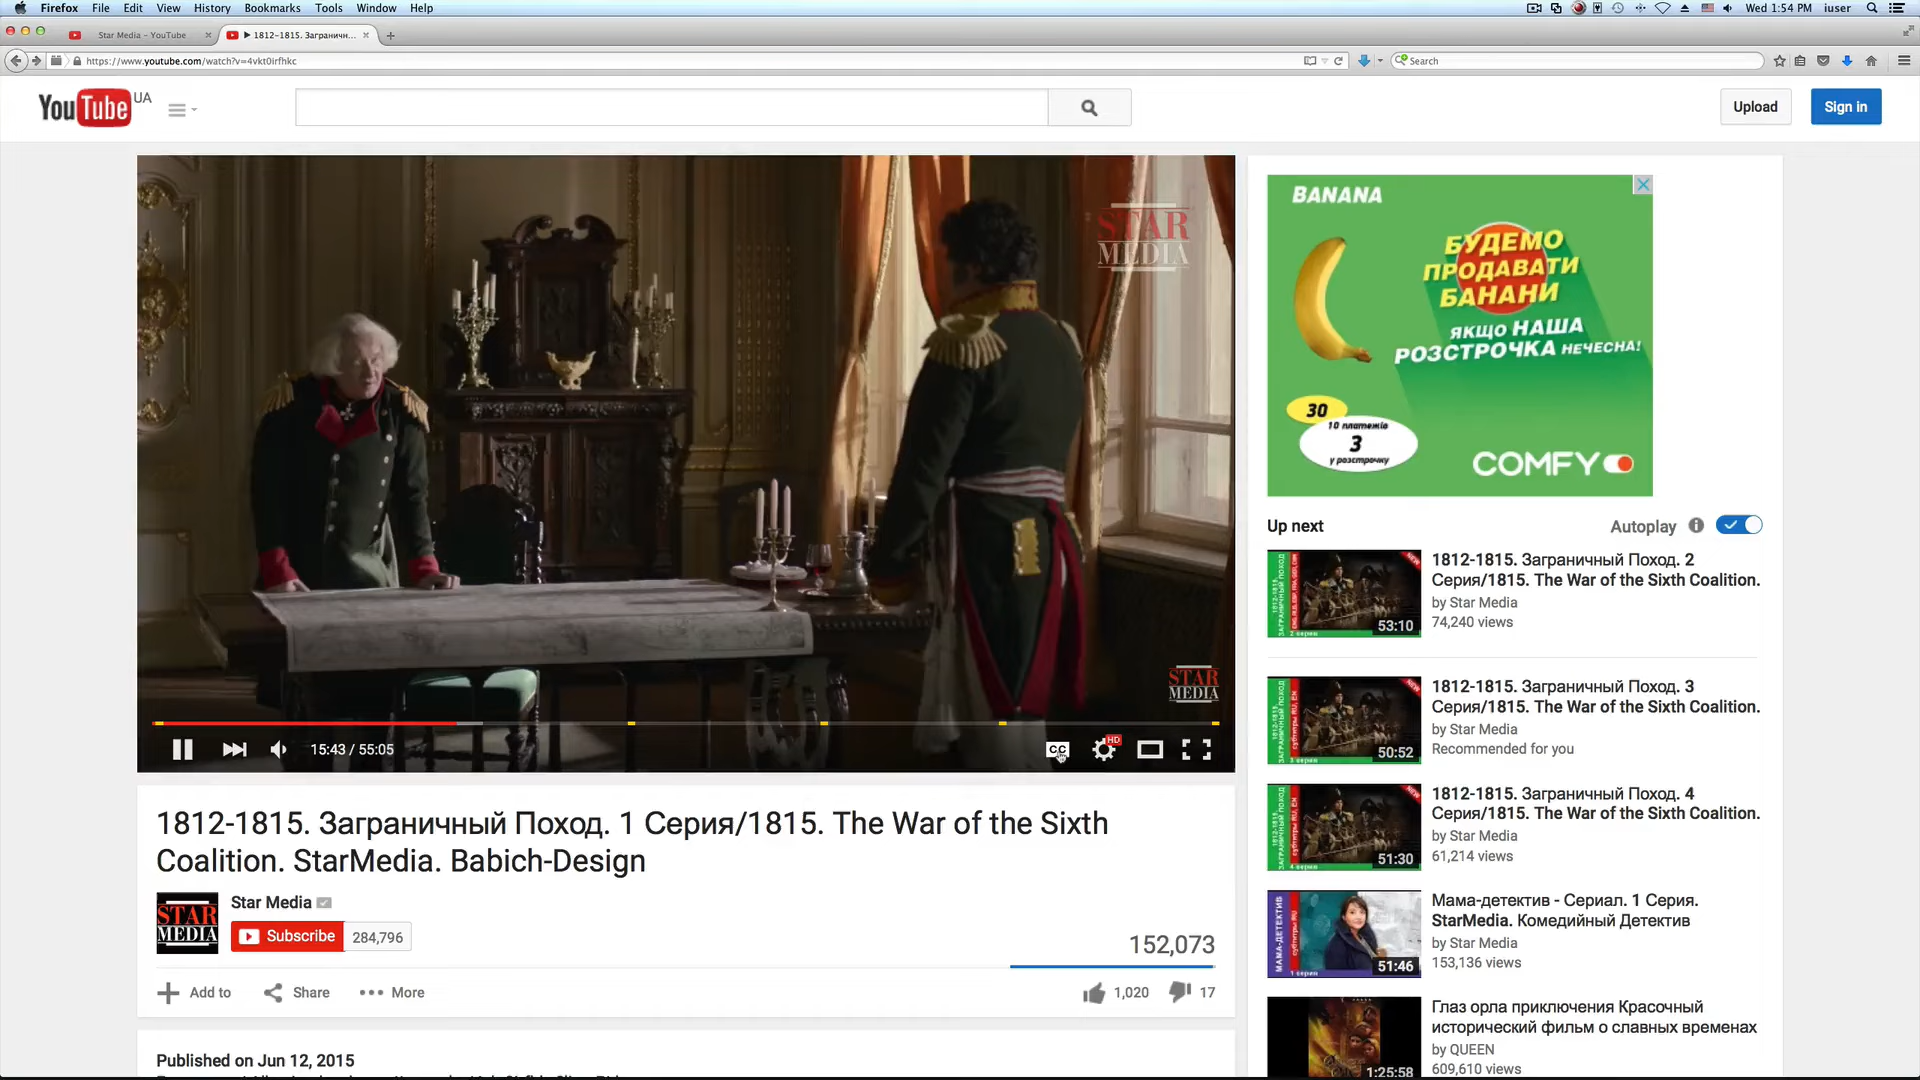 Firefox File Edit View History Bookmarks Tools Window Help
Wed 1:54 PM iuser
Star Media - YouTube
1812-1815. Заграничн...
https://www.youtube.com/watch?v=4vkt0irfhkc
Search
YouTube UA
Upload
Sign in
STAR
MEDIA
STAR
MEDIA
15:43 / 55:05
CC
HD
1812-1815. Заграничный Поход. 1 Серия/1815. The War of the Sixth
Coalition. StarMedia. Babich-Design
STAR
MEDIA
Star Media
Subscribe 284,796
152,073
Add to Share More
1,020 17
Published on Jun 12, 2015
BANANA
БУДЕМО
ПРОДАВАТИ
БАНАНИ
ЯКЩО НАША
РОЗСТРОЧКА НЕЧЕСНА!
30
10 платежів
3
у розстрочку
COMFY
Up next
Autoplay
1812-1815. Заграничный Поход. 2
Серия/1815. The War of the Sixth Coalition.
by Star Media
74,240 views
53:10
1812-1815. Заграничный Поход. 3
Серия/1815. The War of the Sixth Coalition.
by Star Media
Recommended for you
50:52
1812-1815. Заграничный Поход. 4
Серия/1815. The War of the Sixth Coalition.
by Star Media
61,214 views
51:30
Мама-детектив - Сериал. 1 Серия.
StarMedia. Комедийный Детектив
by Star Media
153,136 views
МАМА-ДЕТЕКТИВ
51:46
Глаз орла приключения Красочный
исторический фильм о славных временах
by QUEEN
609,610 views
1:25:58